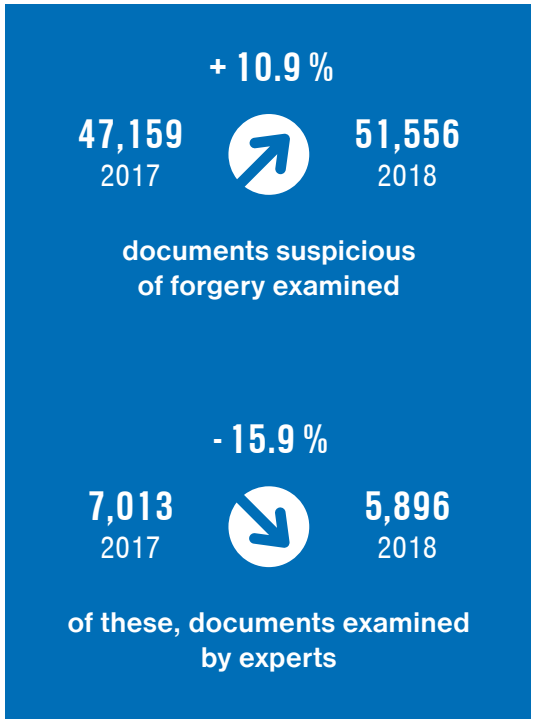 + 10.9 %
47,159 51,556
2017 2018
documents suspicious
of forgery examined
- 15.9 %
7,013 5,896
2017 2018
of these, documents examined
by experts